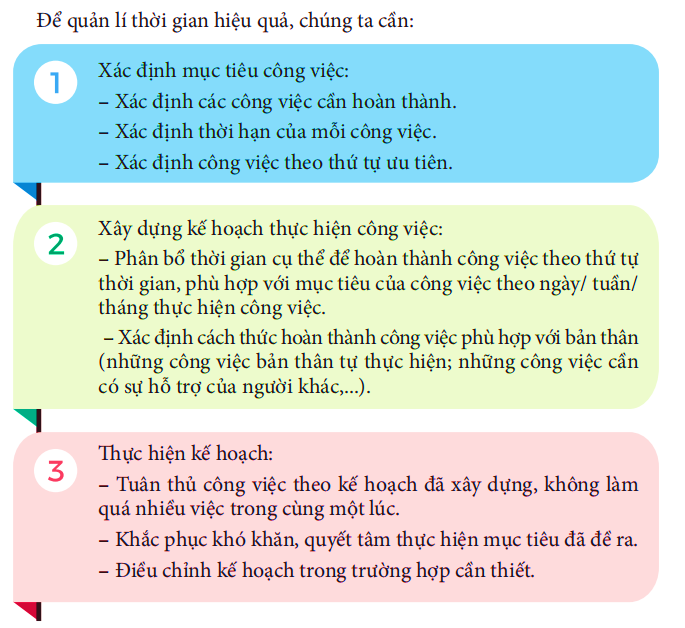 Để quản lí thời gian hiệu quả, chúng ta cần:
1
Xác định mục tiêu công việc:
– Xác định các công việc cần hoàn thành.
– Xác định thời hạn của mỗi công việc.
– Xác định công việc theo thứ tự ưu tiên.
2
Xây dựng kế hoạch thực hiện công việc:
– Phân bổ thời gian cụ thể để hoàn thành công việc theo thứ tự
thời gian, phù hợp với mục tiêu của công việc theo ngày/ tuần/
tháng thực hiện công việc.
– Xác định cách thức hoàn thành công việc phù hợp với bản thân
(những công việc bản thân tự thực hiện; những công việc cần
có sự hỗ trợ của người khác,...).
3
Thực hiện kế hoạch:
– Tuân thủ công việc theo kế hoạch đã xây dựng, không làm
quá nhiều việc trong cùng một lúc.
– Khắc phục khó khăn, quyết tâm thực hiện mục tiêu đã đề ra.
– Điều chỉnh kế hoạch trong trường hợp cần thiết.